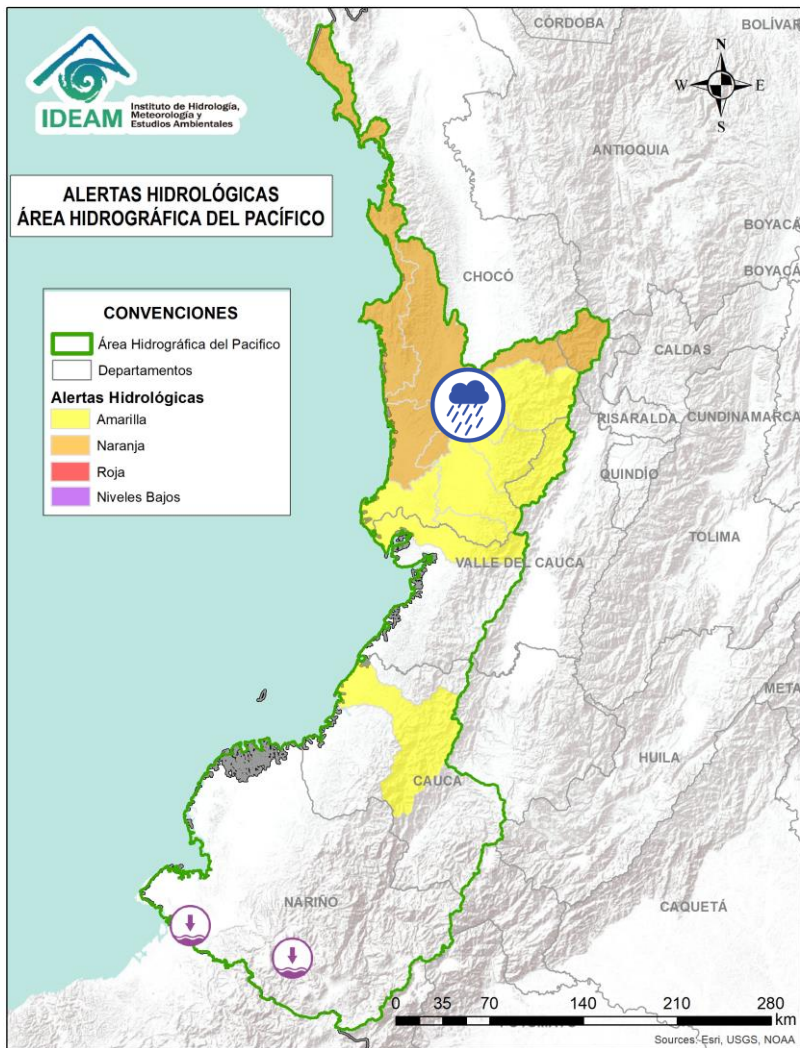 CÓRDOBA
BOLÍVAR
N
W
E
S
IDEAM
Instituto de Hidrología,
Meteorología y
Estudios Ambientales
ANTIOQUIA
ALERTAS HIDROLÓGICAS
ÁREA HIDROGRÁFICA DEL PACÍFICO
BOYACÁ
BOYACÁ
CHOCÓ
CONVENCIONES
Área Hidrográfica del Pacifico
Departamentos
Alertas Hidrológicas
Amarilla
Naranja
Roja
Niveles Bajos
CALDAS
RISARALDA
CUNDINAMARCA
QUINDÍO
TOLIMA
VALLE DEL CAUCA
META
HUILA
CAUCA
NARIÑO
CAQUETÁ
0 35 70 140 210 280
km
Sources: Esri, USGS, NOAA